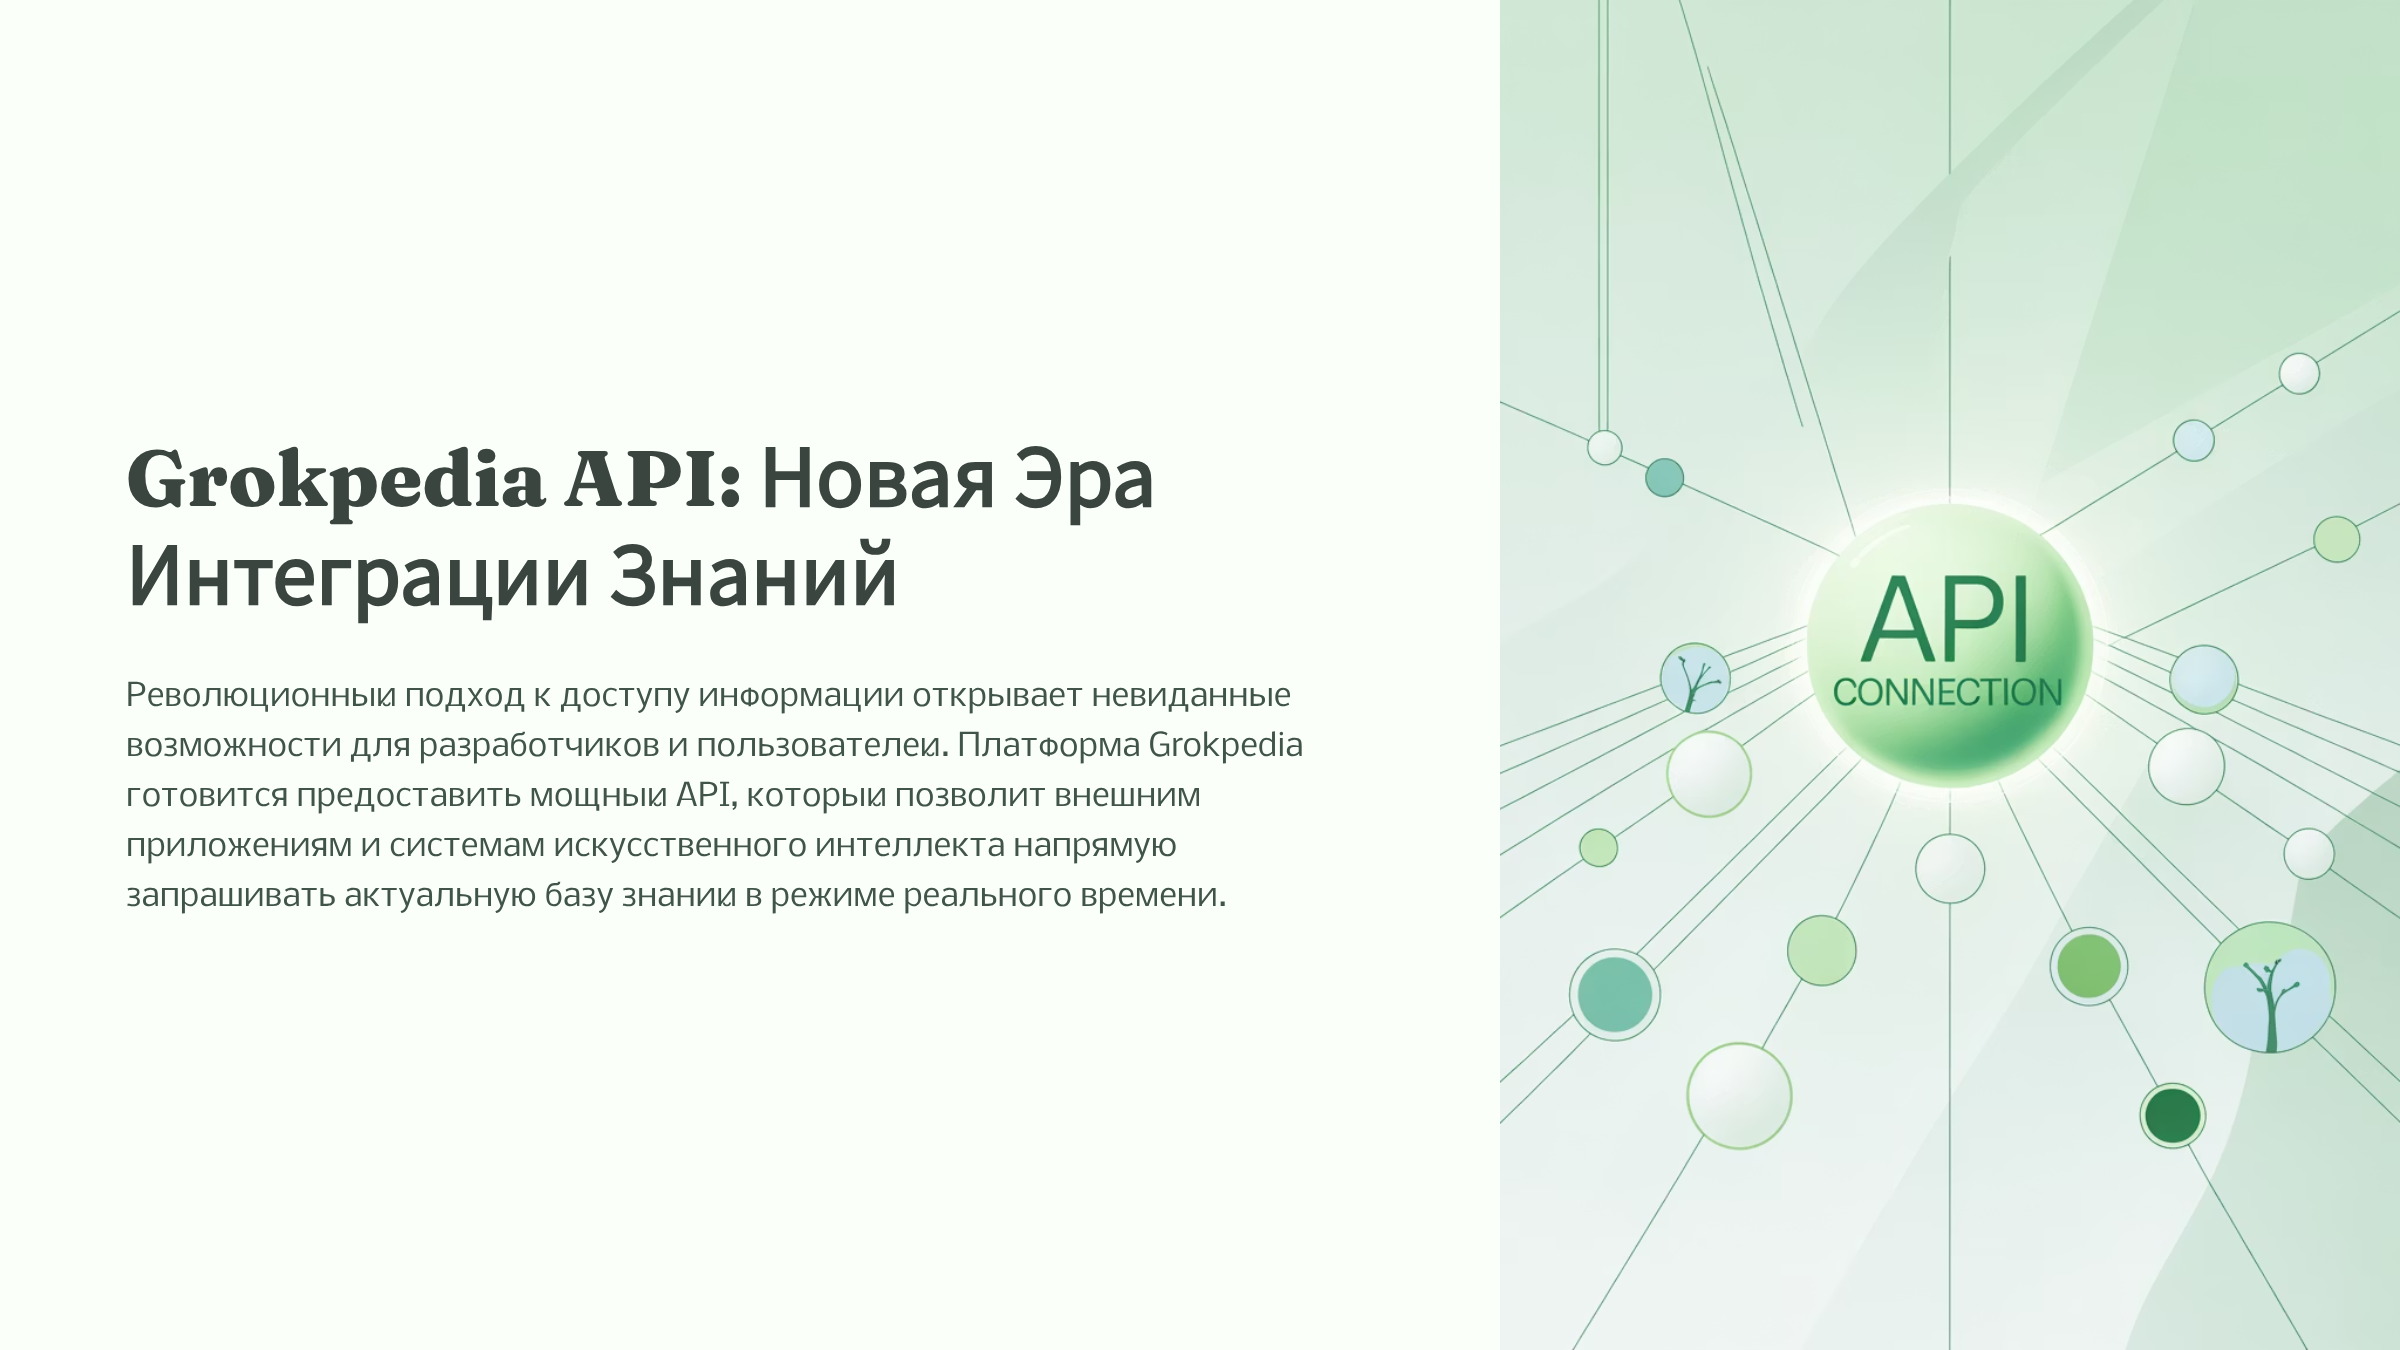 Grokpedia API: Новая Эра
Интеграции Знаний
Революционный подход к доступу информации открывает невиданные
возможности для разработчиков и пользователей. Платформа Grokpedia
готовится предоставить мощный API, который позволит внешним
приложениям и системам искусственного интеллекта напрямую
запрашивать актуальную базу знаний в режиме реального времени.
API
CONNECTION